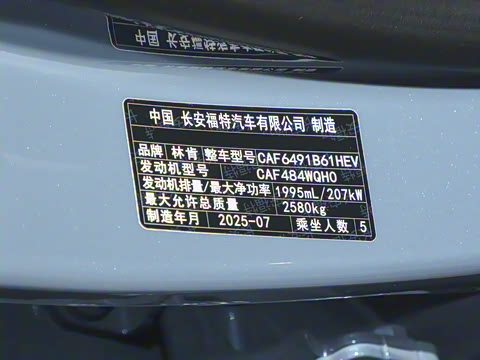 中国 长安福特汽车有限公司 制造
品牌 林肯 整车型号 CAF6491B61HEV
发动机型号 CAF484WQH0
发动机排量/最大净功率 1995mL/207kW
最大允许总质量 2580kg
制造年月 2025-07 乘坐人数 5